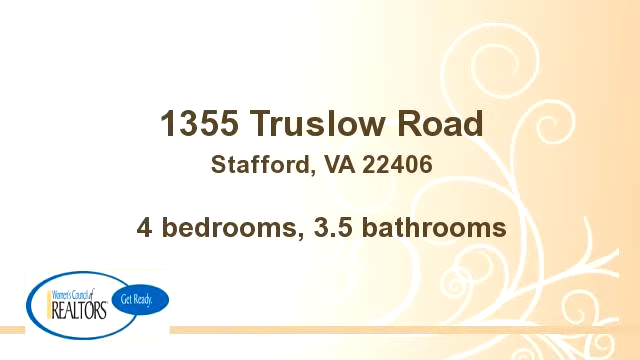 1355 Truslow Road
Stafford, VA 22406
4 bedrooms, 3.5 bathrooms
Women's Council of
REALTORS
Get Ready.